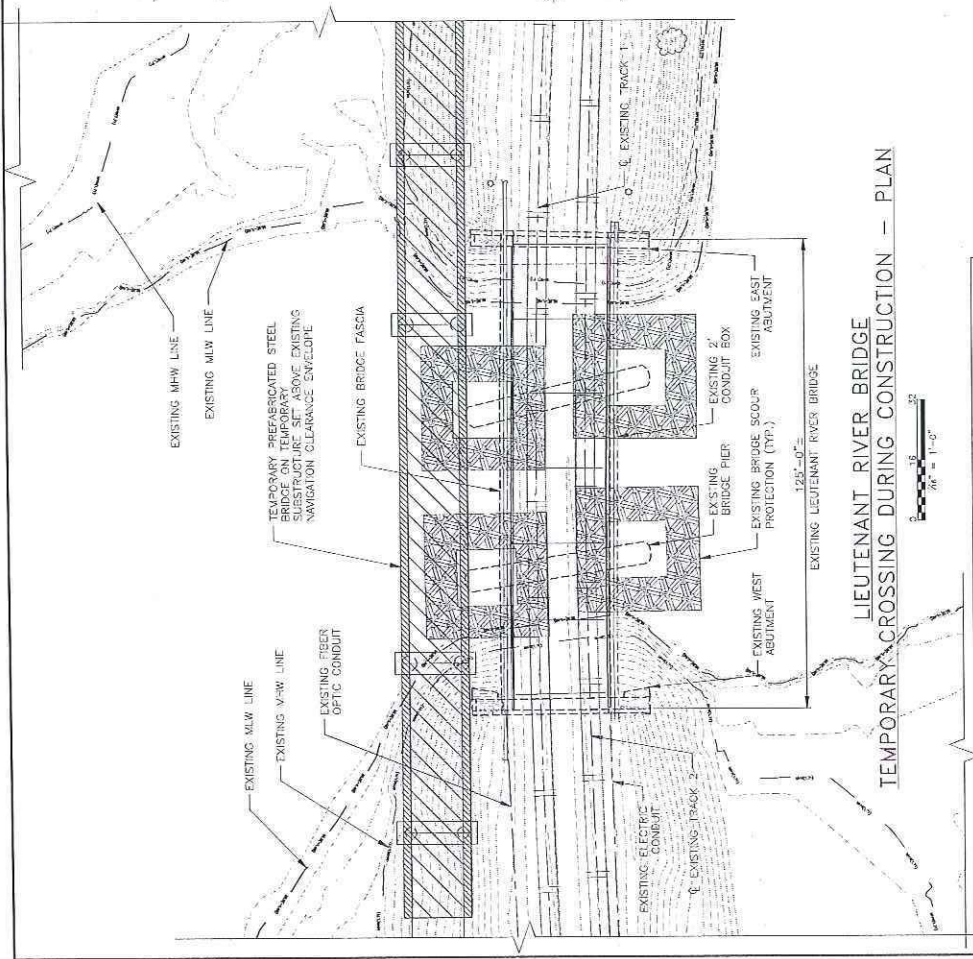 EXISTING MHW LINE
EXISTING MLW LINE
TEMPORARY PREFABRICATED STEEL
BRIDGE ON TEMPORARY
SUBSTRUCTURE SET ABOVE EXISTING
NAVIGATION CLEARANCE ENVELOPE
EXISTING BRIDGE FASCIA
EXISTING MLW LINE
EXISTING MHW LINE
EXISTING FIBER
OPTIC CONDUIT
℄ EXISTING TRACK 1
EXISTING EAST
ABUTMENT
EXISTING 2"
CONDUIT BOX
EXISTING BRIDGE SCOUR
PROTECTION (TYP.)
EXISTING
BRIDGE PIER
EXISTING WEST
ABUTMENT
EXISTING ELECTRIC
CONDUIT
℄ EXISTING TRACK 2
125'-0"±
EXISTING LIEUTENANT RIVER BRIDGE
LIEUTENANT RIVER BRIDGE
TEMPORARY CROSSING DURING CONSTRUCTION - PLAN
0 16 32
1/16" = 1'-0"